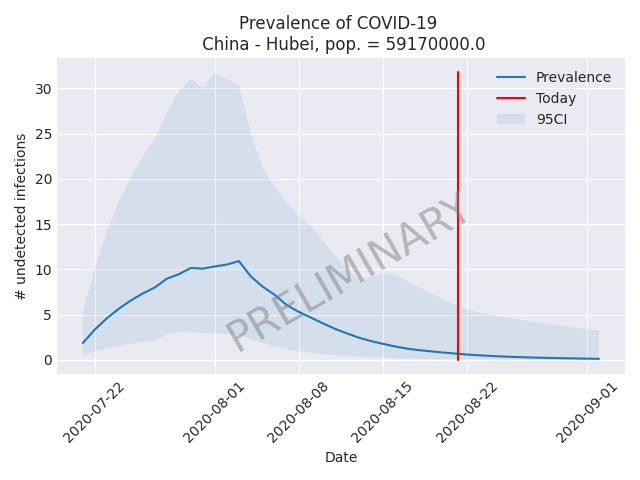 Prevalence of COVID-19
China - Hubei, pop. = 59170000.0
Prevalence
Today
95CI
PRELIMINARY
# undetected infections
30
25
20
15
10
5
0
2020-07-22
2020-08-01
2020-08-08
2020-08-15
2020-08-22
2020-09-01
Date